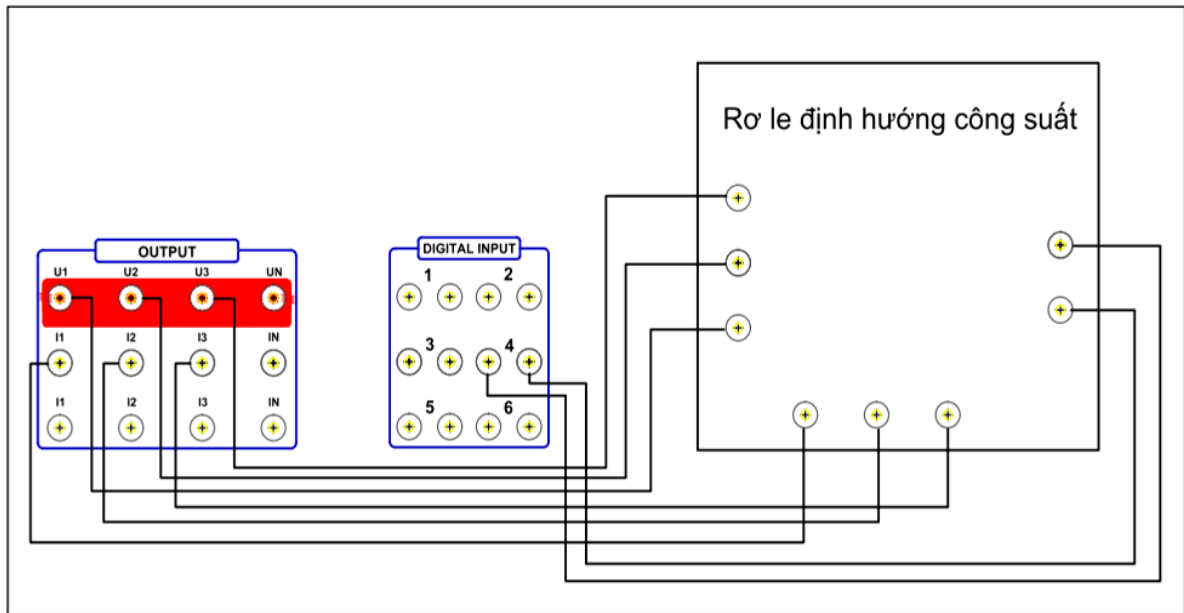 Rơ le định hướng công suất
OUTPUT
U1 U2 U3 UN
I1 I2 I3 IN
I1 I2 I3 IN
DIGITAL INPUT
1 2
3 4
5 6